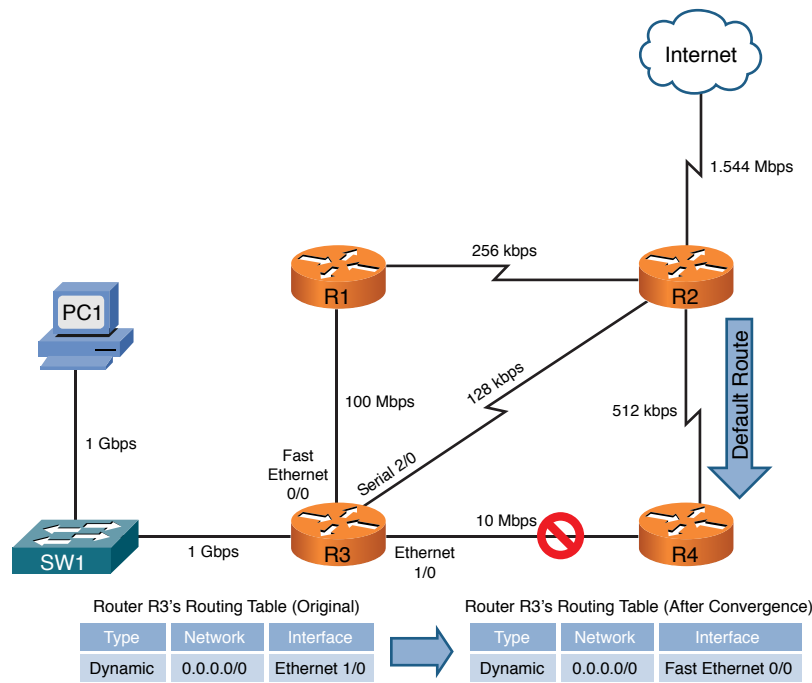 Internet
1.544 Mbps
256 kbps
R1
R2
PC1
128 kbps
100 Mbps
512 kbps
Default Route
1 Gbps
Fast
Ethernet
0/0
Serial 2/0
10 Mbps
SW1
1 Gbps
R3
Ethernet
1/0
R4
Router R3's Routing Table (Original)
Type Network Interface
Dynamic 0.0.0.0/0 Ethernet 1/0
Router R3's Routing Table (After Convergence)
Type Network Interface
Dynamic 0.0.0.0/0 Fast Ethernet 0/0